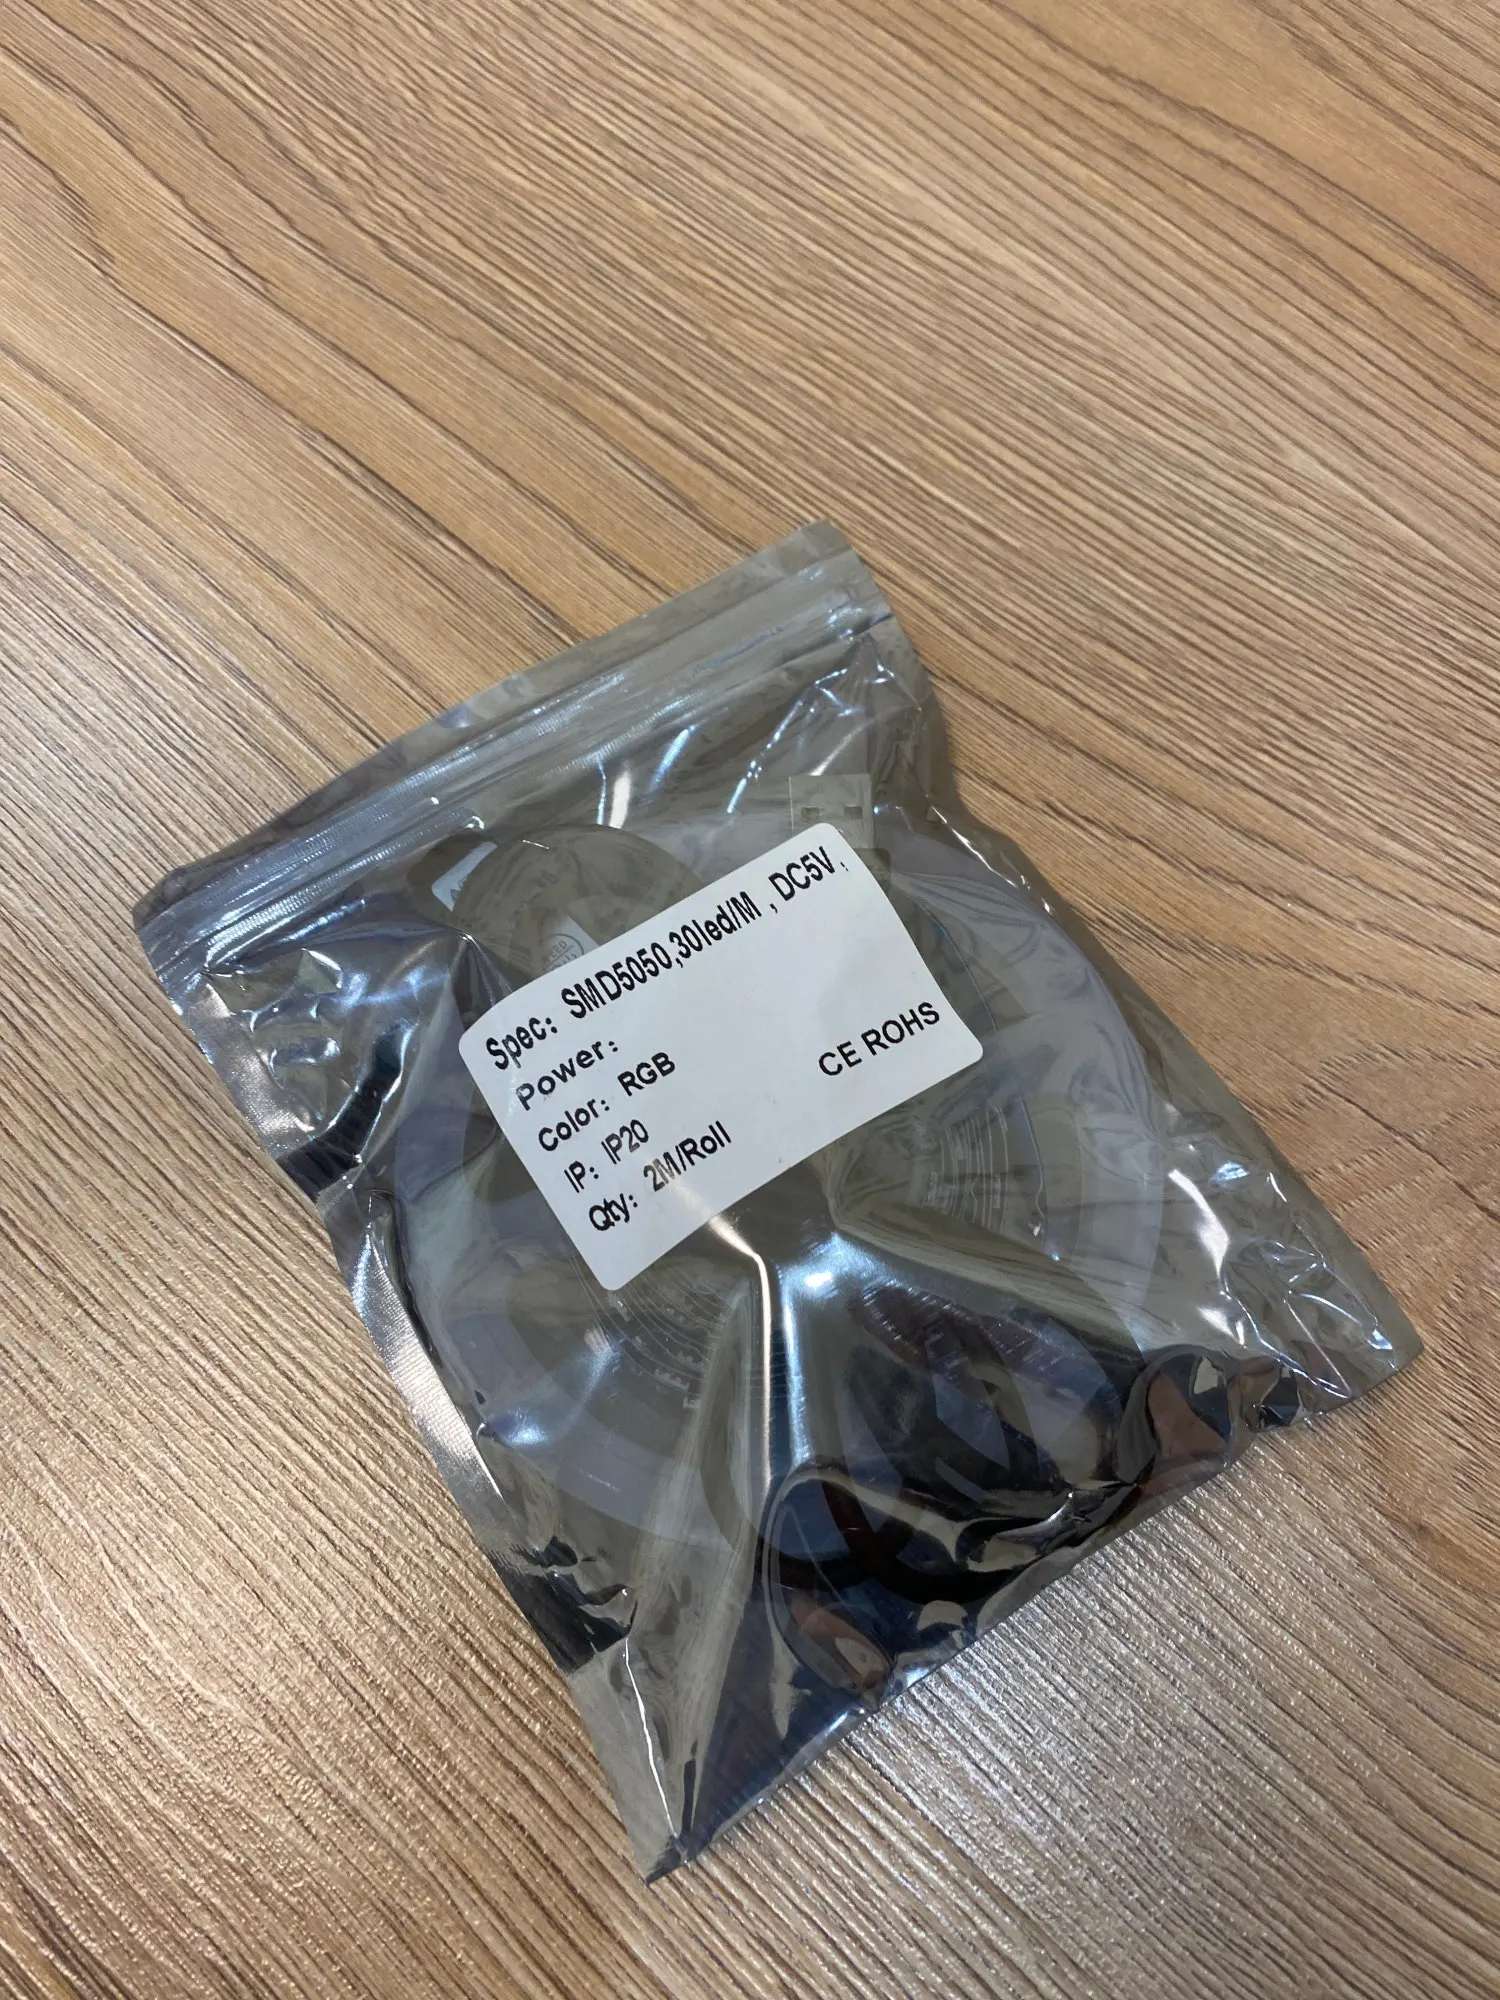 Spec: SMD5050,30led/M , DC5V ,
Power:
Color: RGB
IP: IP20
Qty: 2M/Roll
CE ROHS